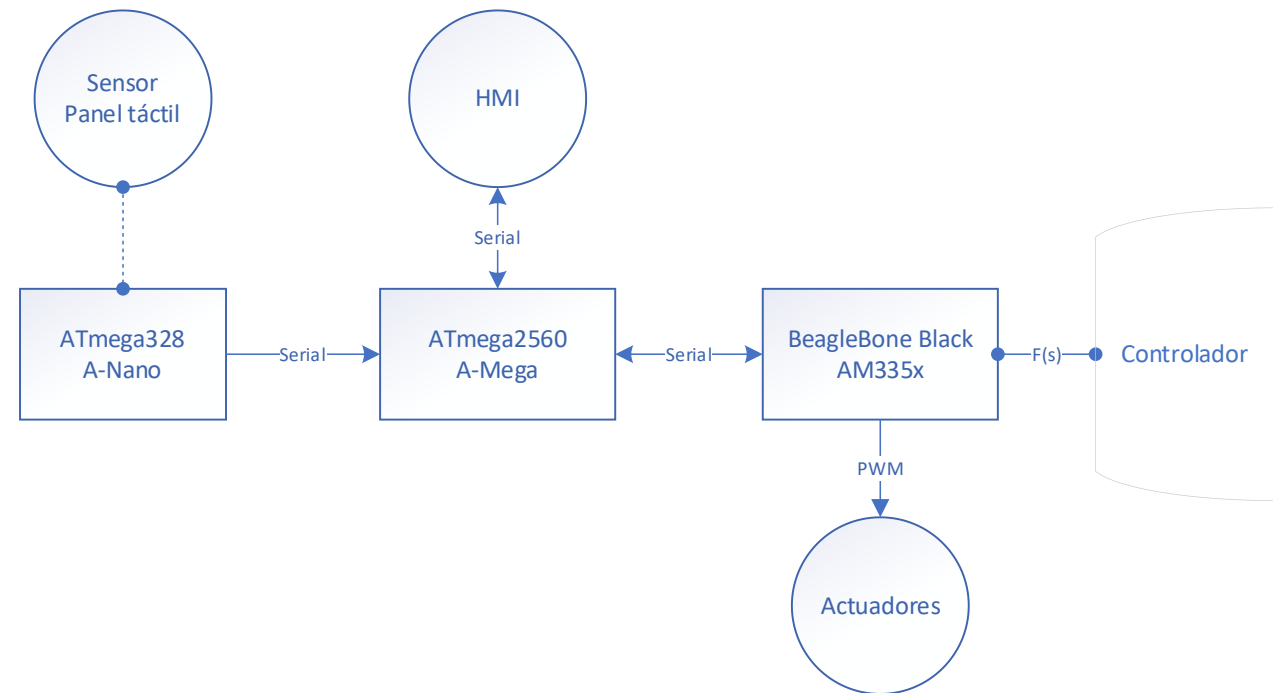 Sensor
Panel táctil
HMI
Serial
ATmega328
A-Nano
Serial
ATmega2560
A-Mega
Serial
BeagleBone Black
AM335x
F(s)
Controlador
PWM
Actuadores